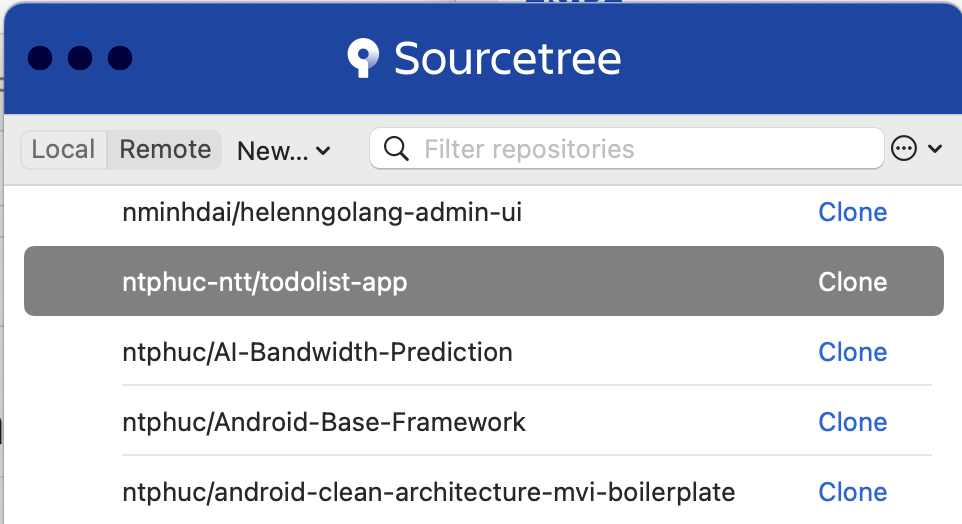 Sourcetree
Local Remote New... Filter repositories
nminhdai/helenngolang-admin-ui Clone
ntphuc-ntt/todolist-app Clone
ntphuc/AI-Bandwidth-Prediction Clone
ntphuc/Android-Base-Framework Clone
ntphuc/android-clean-architecture-mvi-boilerplate Clone